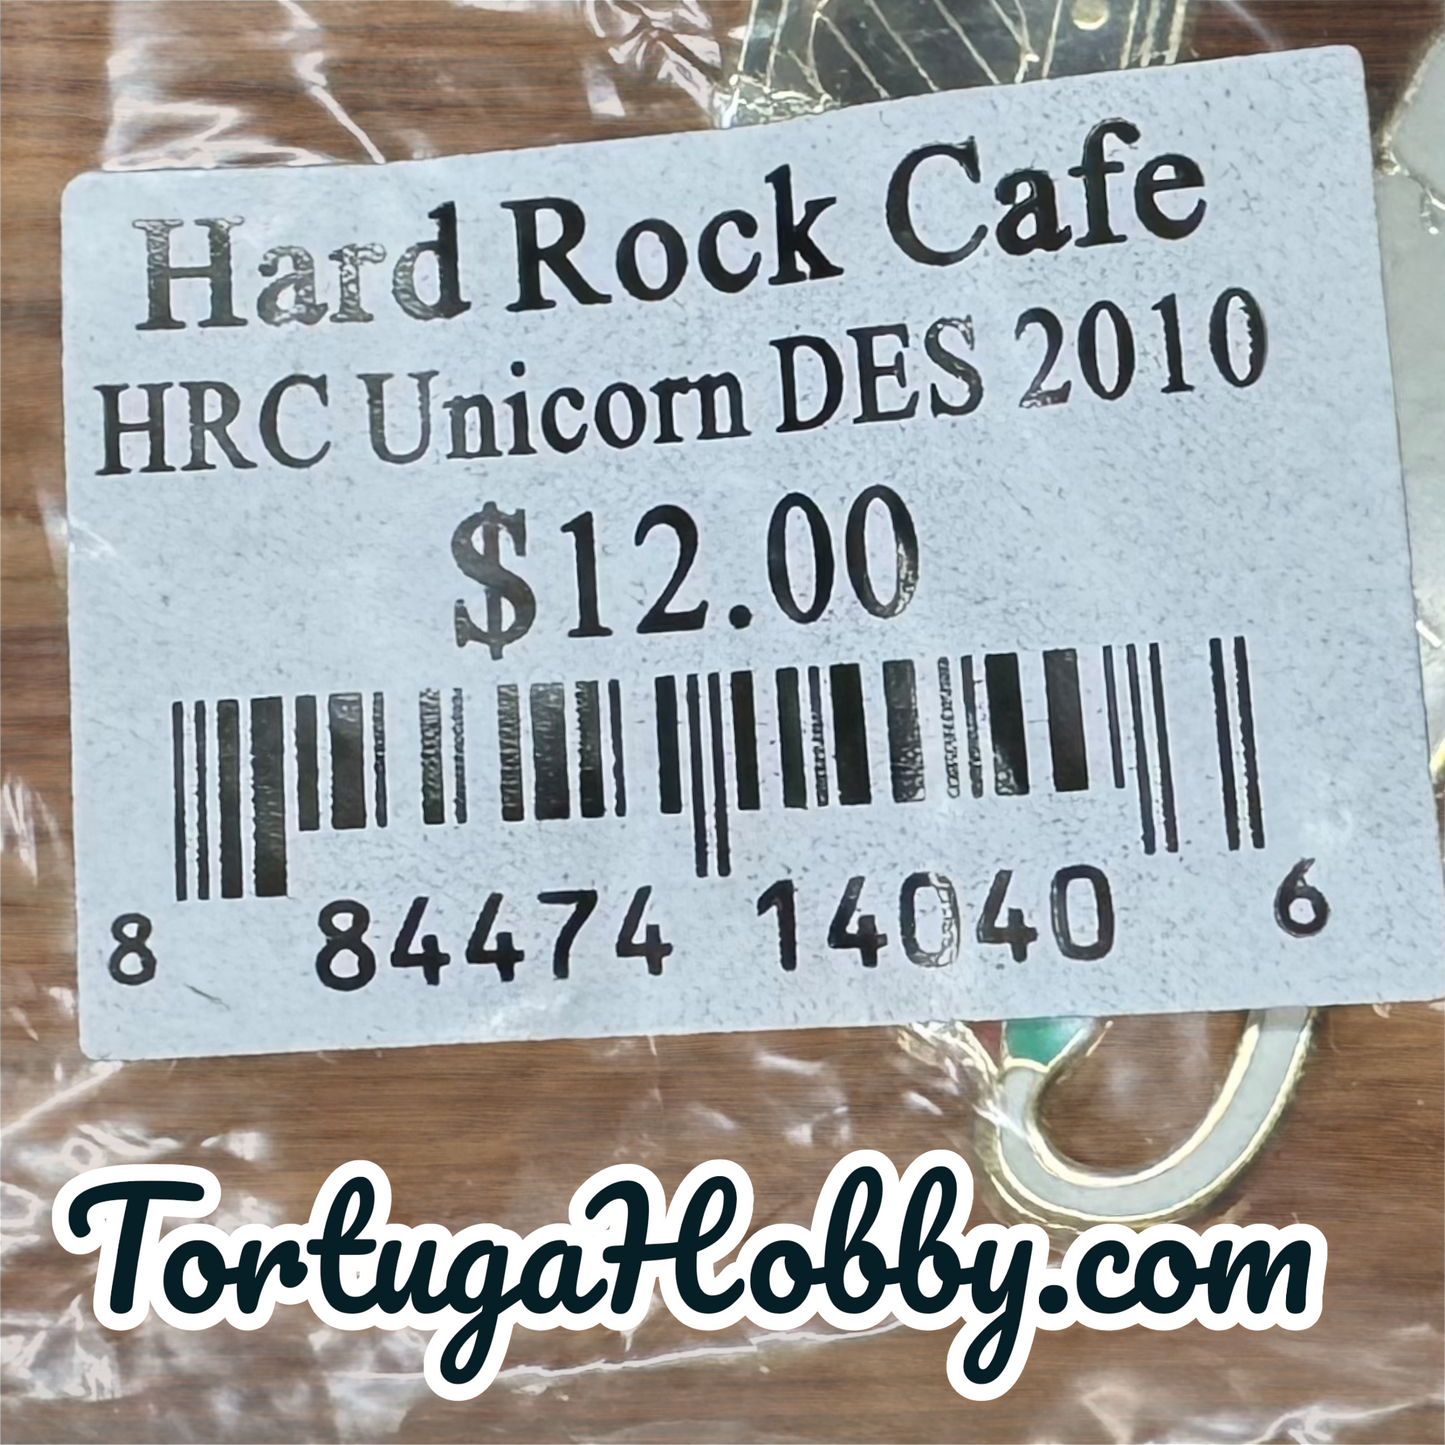 Hard Rock Cafe
HRC Unicorn DES 2010
$12.00
8 84474 14040 6
TortugaHobby.com